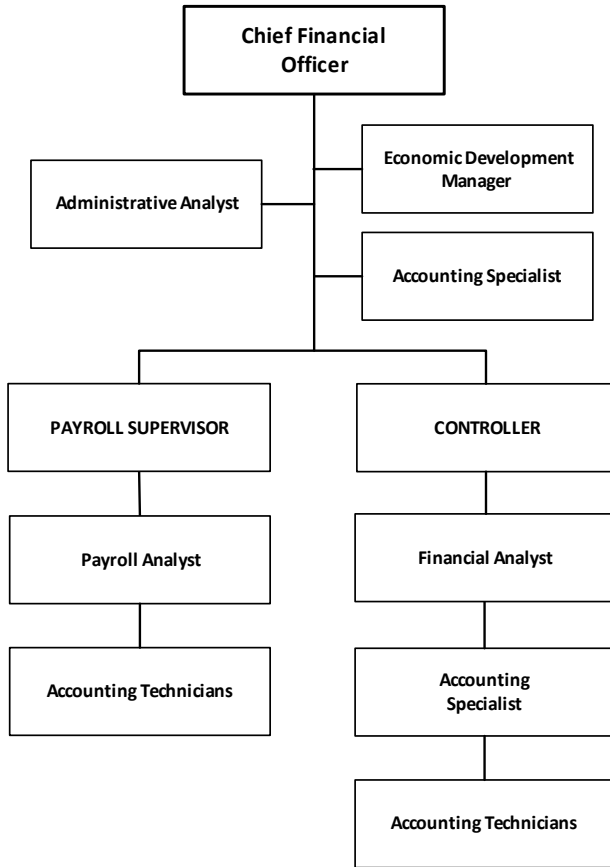 Chief Financial
Officer
Economic Development
Manager
Administrative Analyst
Accounting Specialist
PAYROLL SUPERVISOR
CONTROLLER
Payroll Analyst
Financial Analyst
Accounting Technicians
Accounting
Specialist
Accounting Technicians